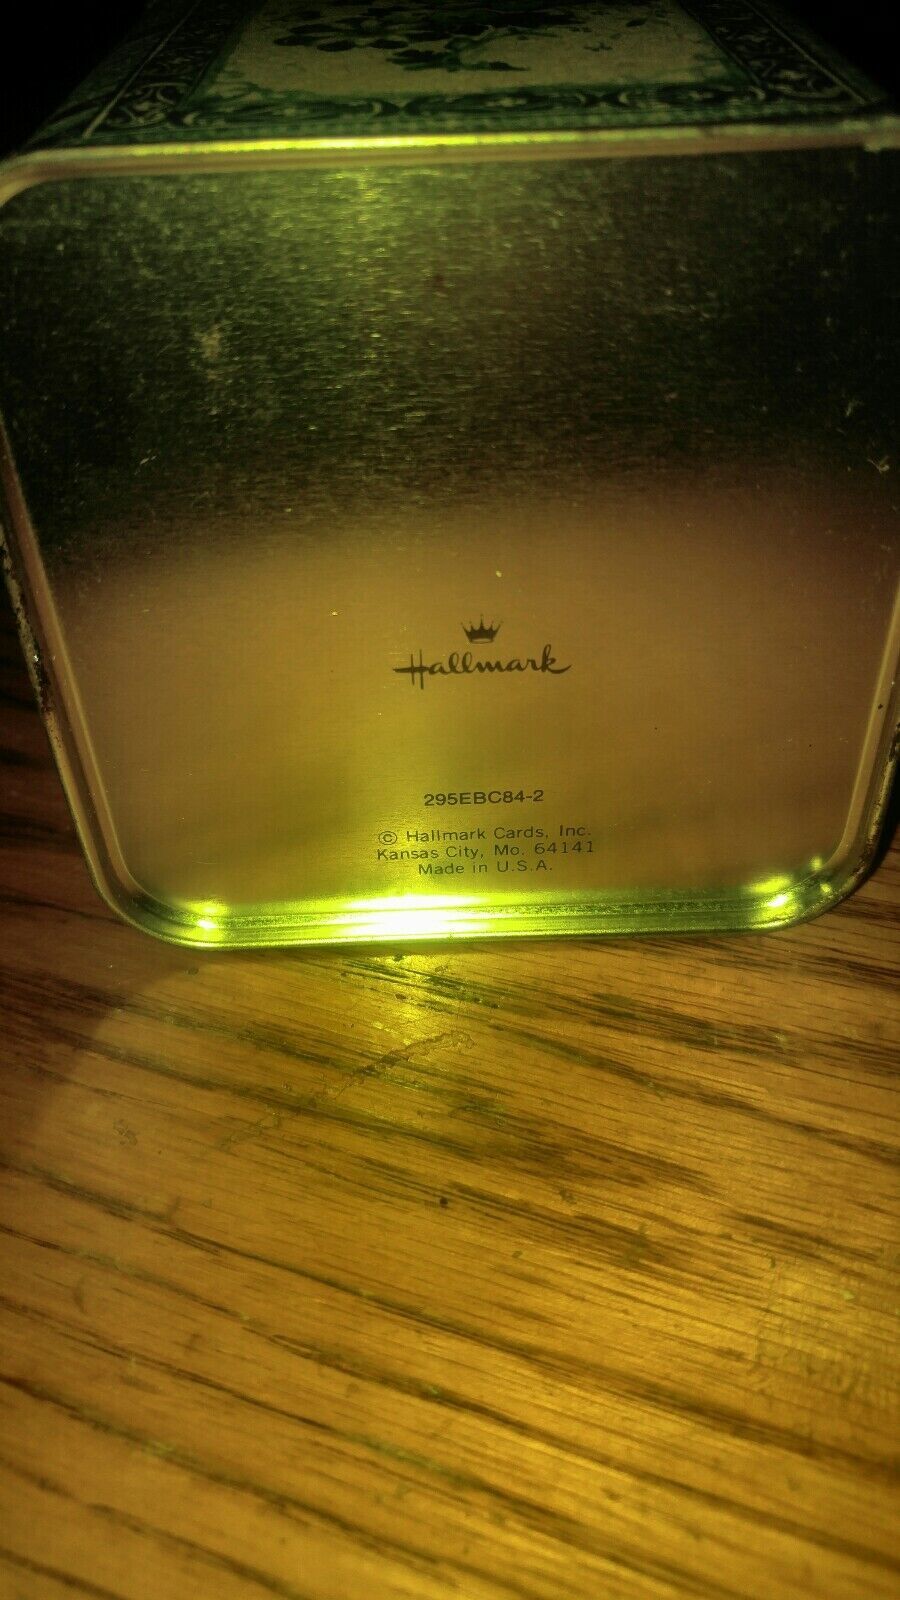 Hallmark
295EBC84-2
© Hallmark Cards, Inc.
Kansas City, Mo. 64141
Made in U.S.A.